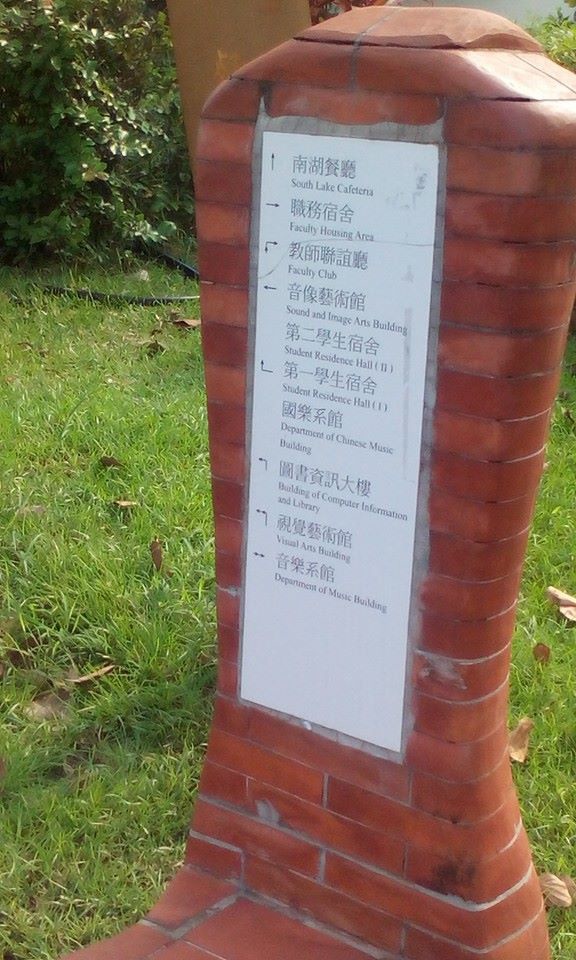 ↑ 南湖餐廳
South Lake Cafeteria
→ 職務宿舍
Faculty Housing Area
↱ 教師聯誼廳
Faculty Club
← 音像藝術館
Sound and Image Arts Building
第二學生宿舍
Student Residence Hall ( II )
第一學生宿舍
Student Residence Hall ( I )
國樂系館
Department of Chinese Music
Building
↰ 圖書資訊大樓
Building of Computer Information
and Library
↰ 視覺藝術館
Visual Arts Building
↔ 音樂系館
Department of Music Building